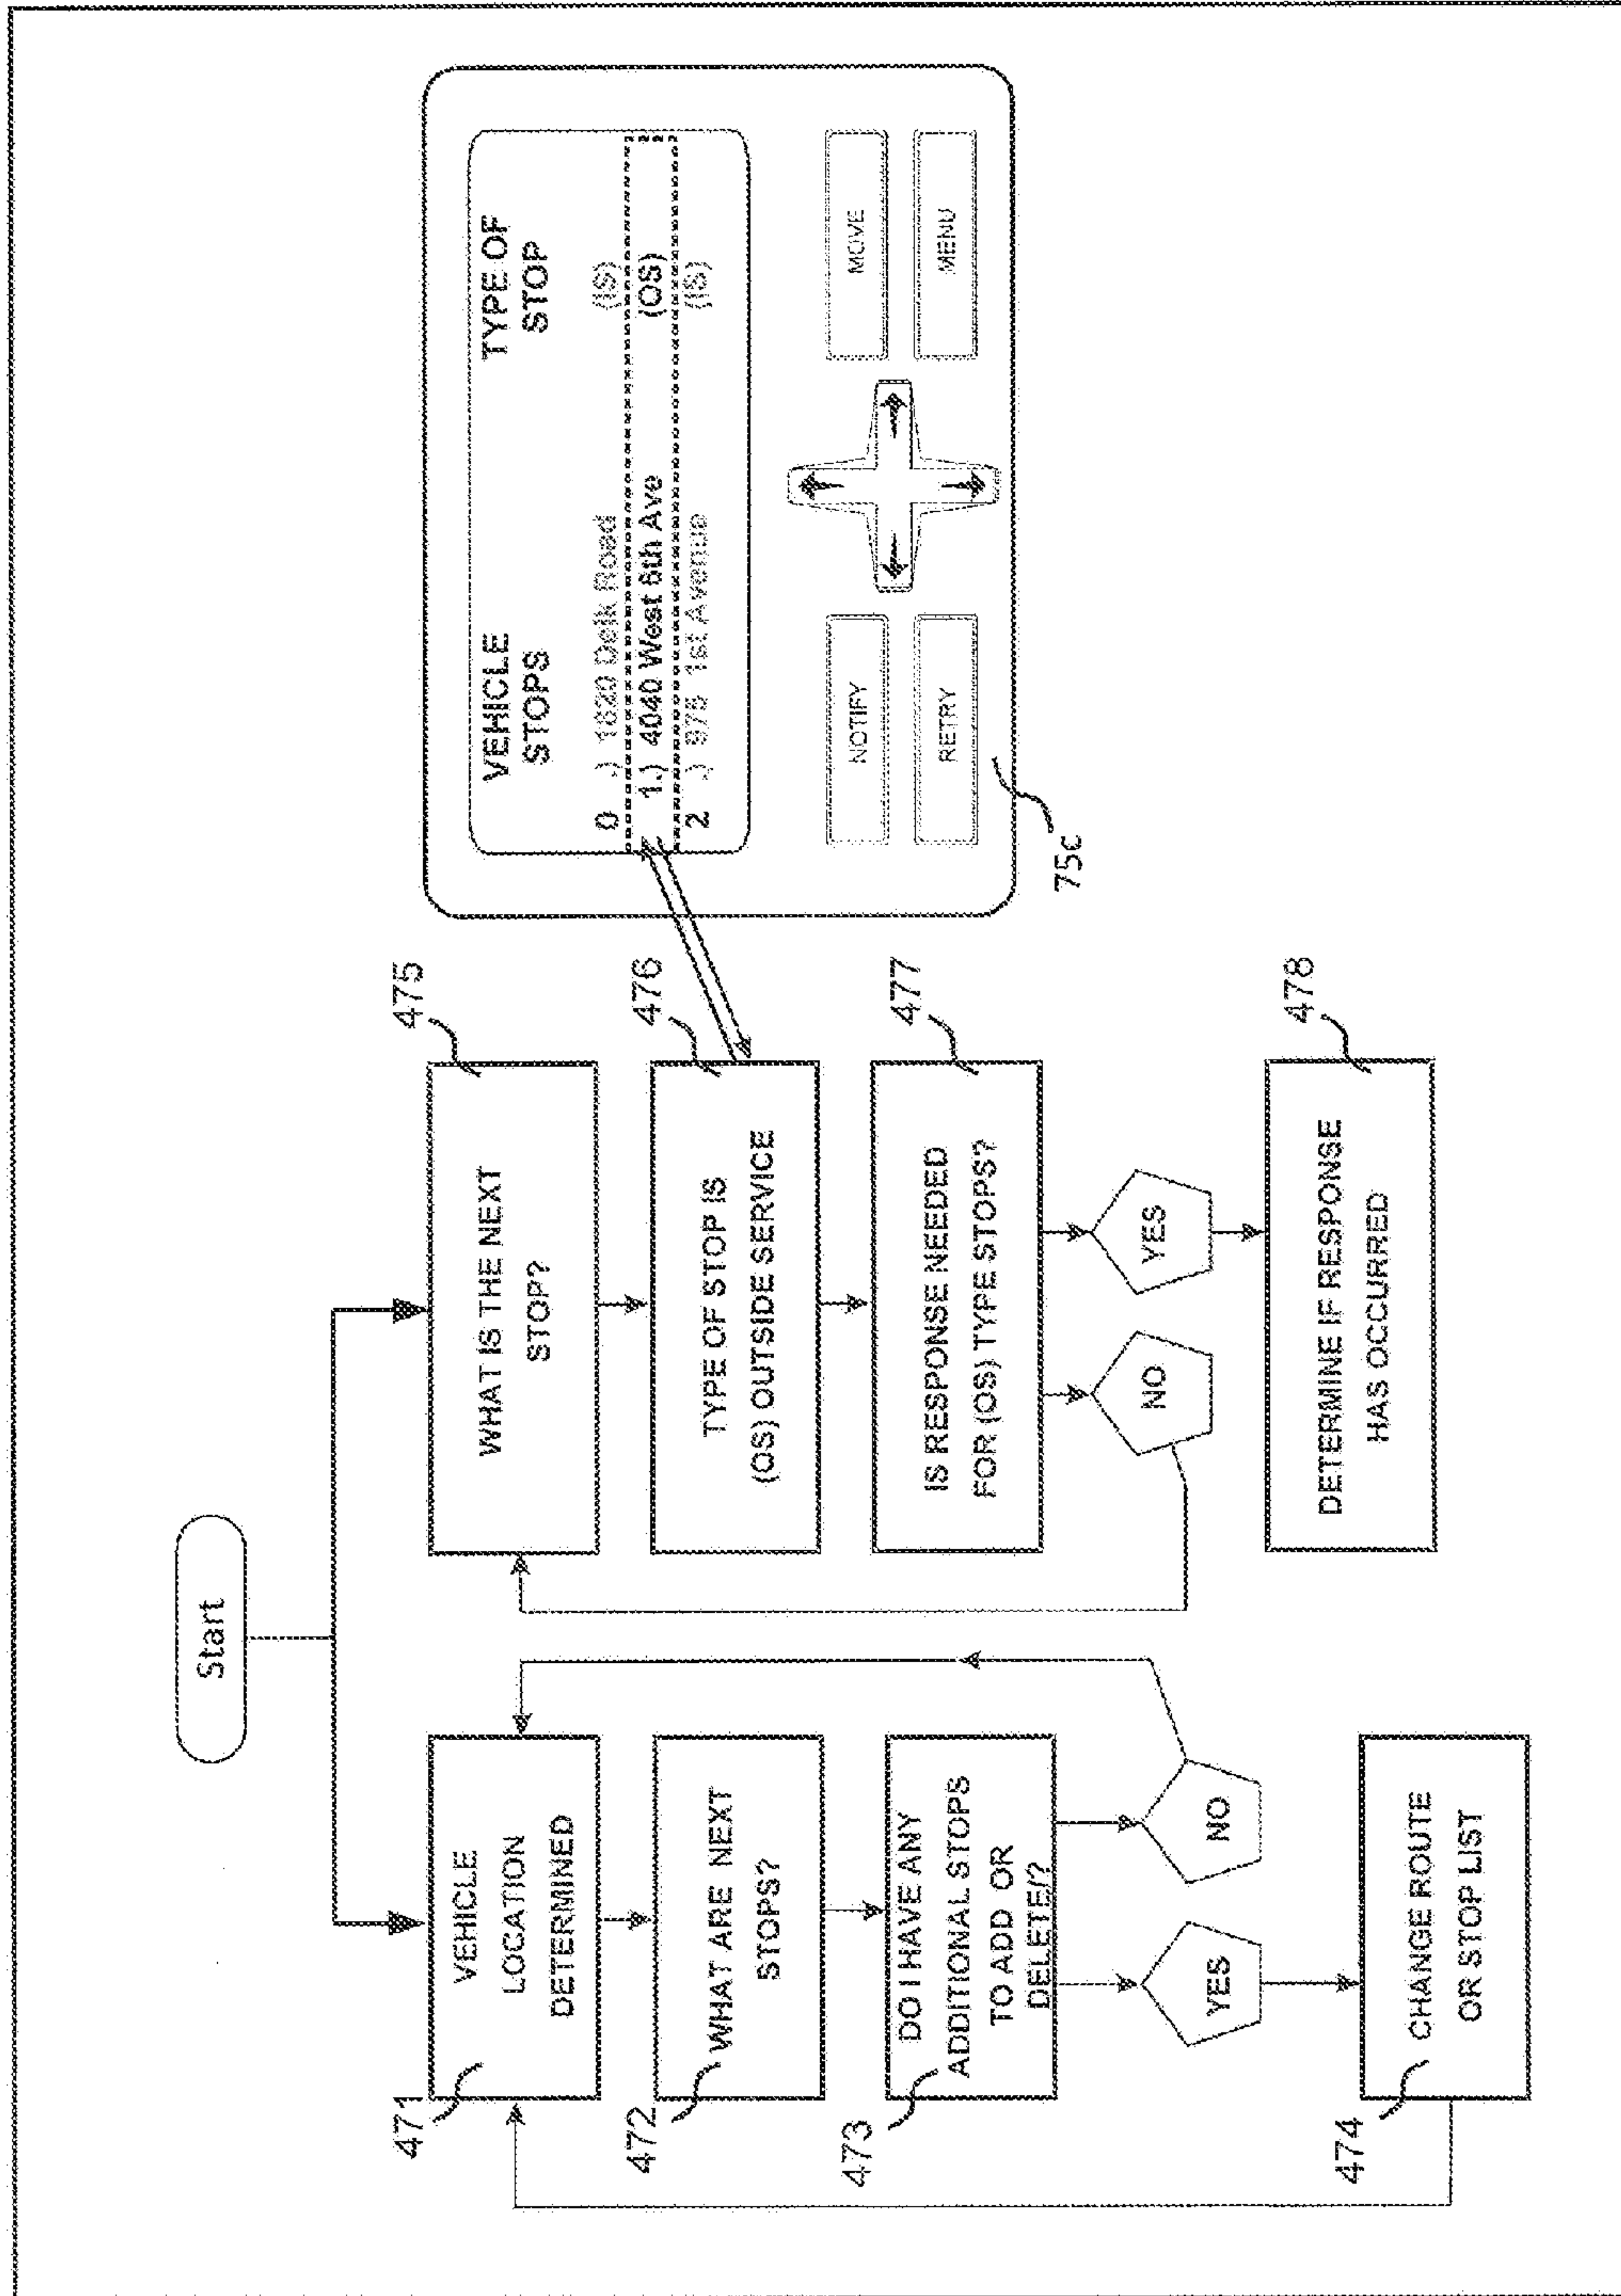 Start
471
VEHICLE
LOCATION
DETERMINED
472
WHAT ARE NEXT
STOPS?
473
DO I HAVE ANY
ADDITIONAL STOPS
TO ADD OR
DELETE/?
YES
NO
474
CHANGE ROUTE
OR STOP LIST
475
WHAT IS THE NEXT
STOP?
476
TYPE OF STOP IS
(OS) OUTSIDE SERVICE
477
IS RESPONSE NEEDED
FOR (OS) TYPE STOPS?
NO
YES
478
DETERMINE IF RESPONSE
HAS OCCURRED
VEHICLE
STOPS
TYPE OF
STOP
0 .) 1820 Delk Road (IS)
1.) 4040 West 6th Ave (OS)
2 .) 975 1st Avenue (IS)
NOTIFY
MOVE
RETRY
MENU
75c